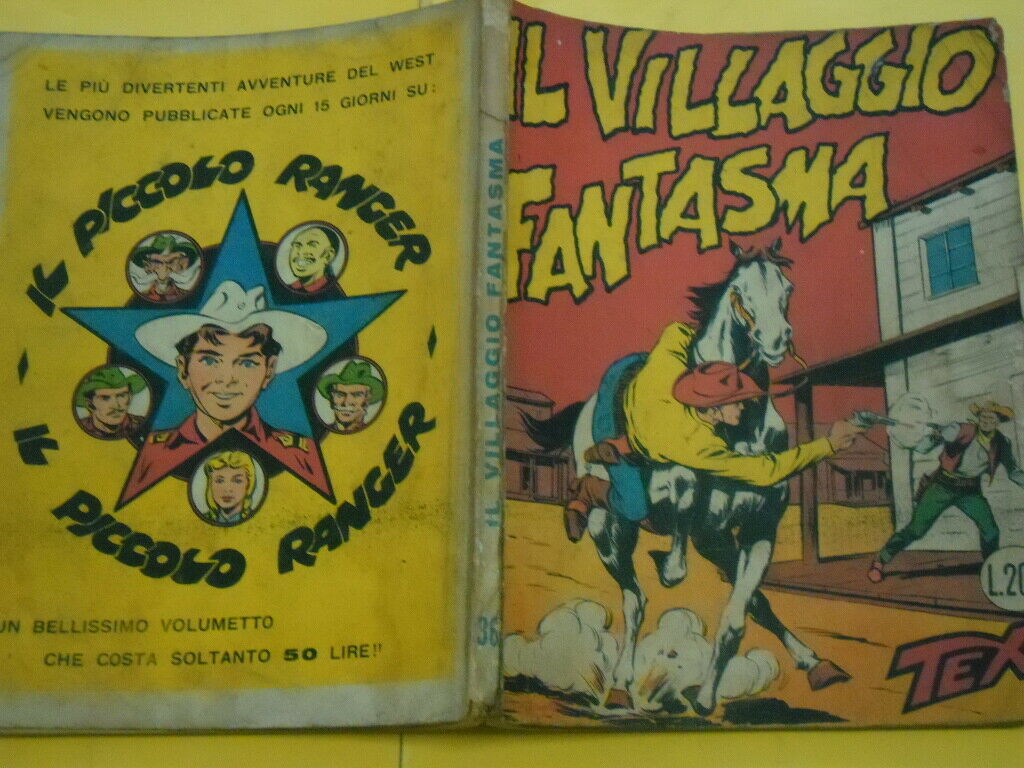 LE PIÙ DIVERTENTI AVVENTURE DEL WEST
VENGONO PUBBLICATE OGNI 15 GIORNI SU:
IL PICCOLO RANGER
IL PICCOLO RANGER
UN BELLISSIMO VOLUMETTO
CHE COSTA SOLTANTO 50 LIRE!!
IL VILLAGGIO FANTASMA
IL VILLAGGIO
FANTASMA
TEX